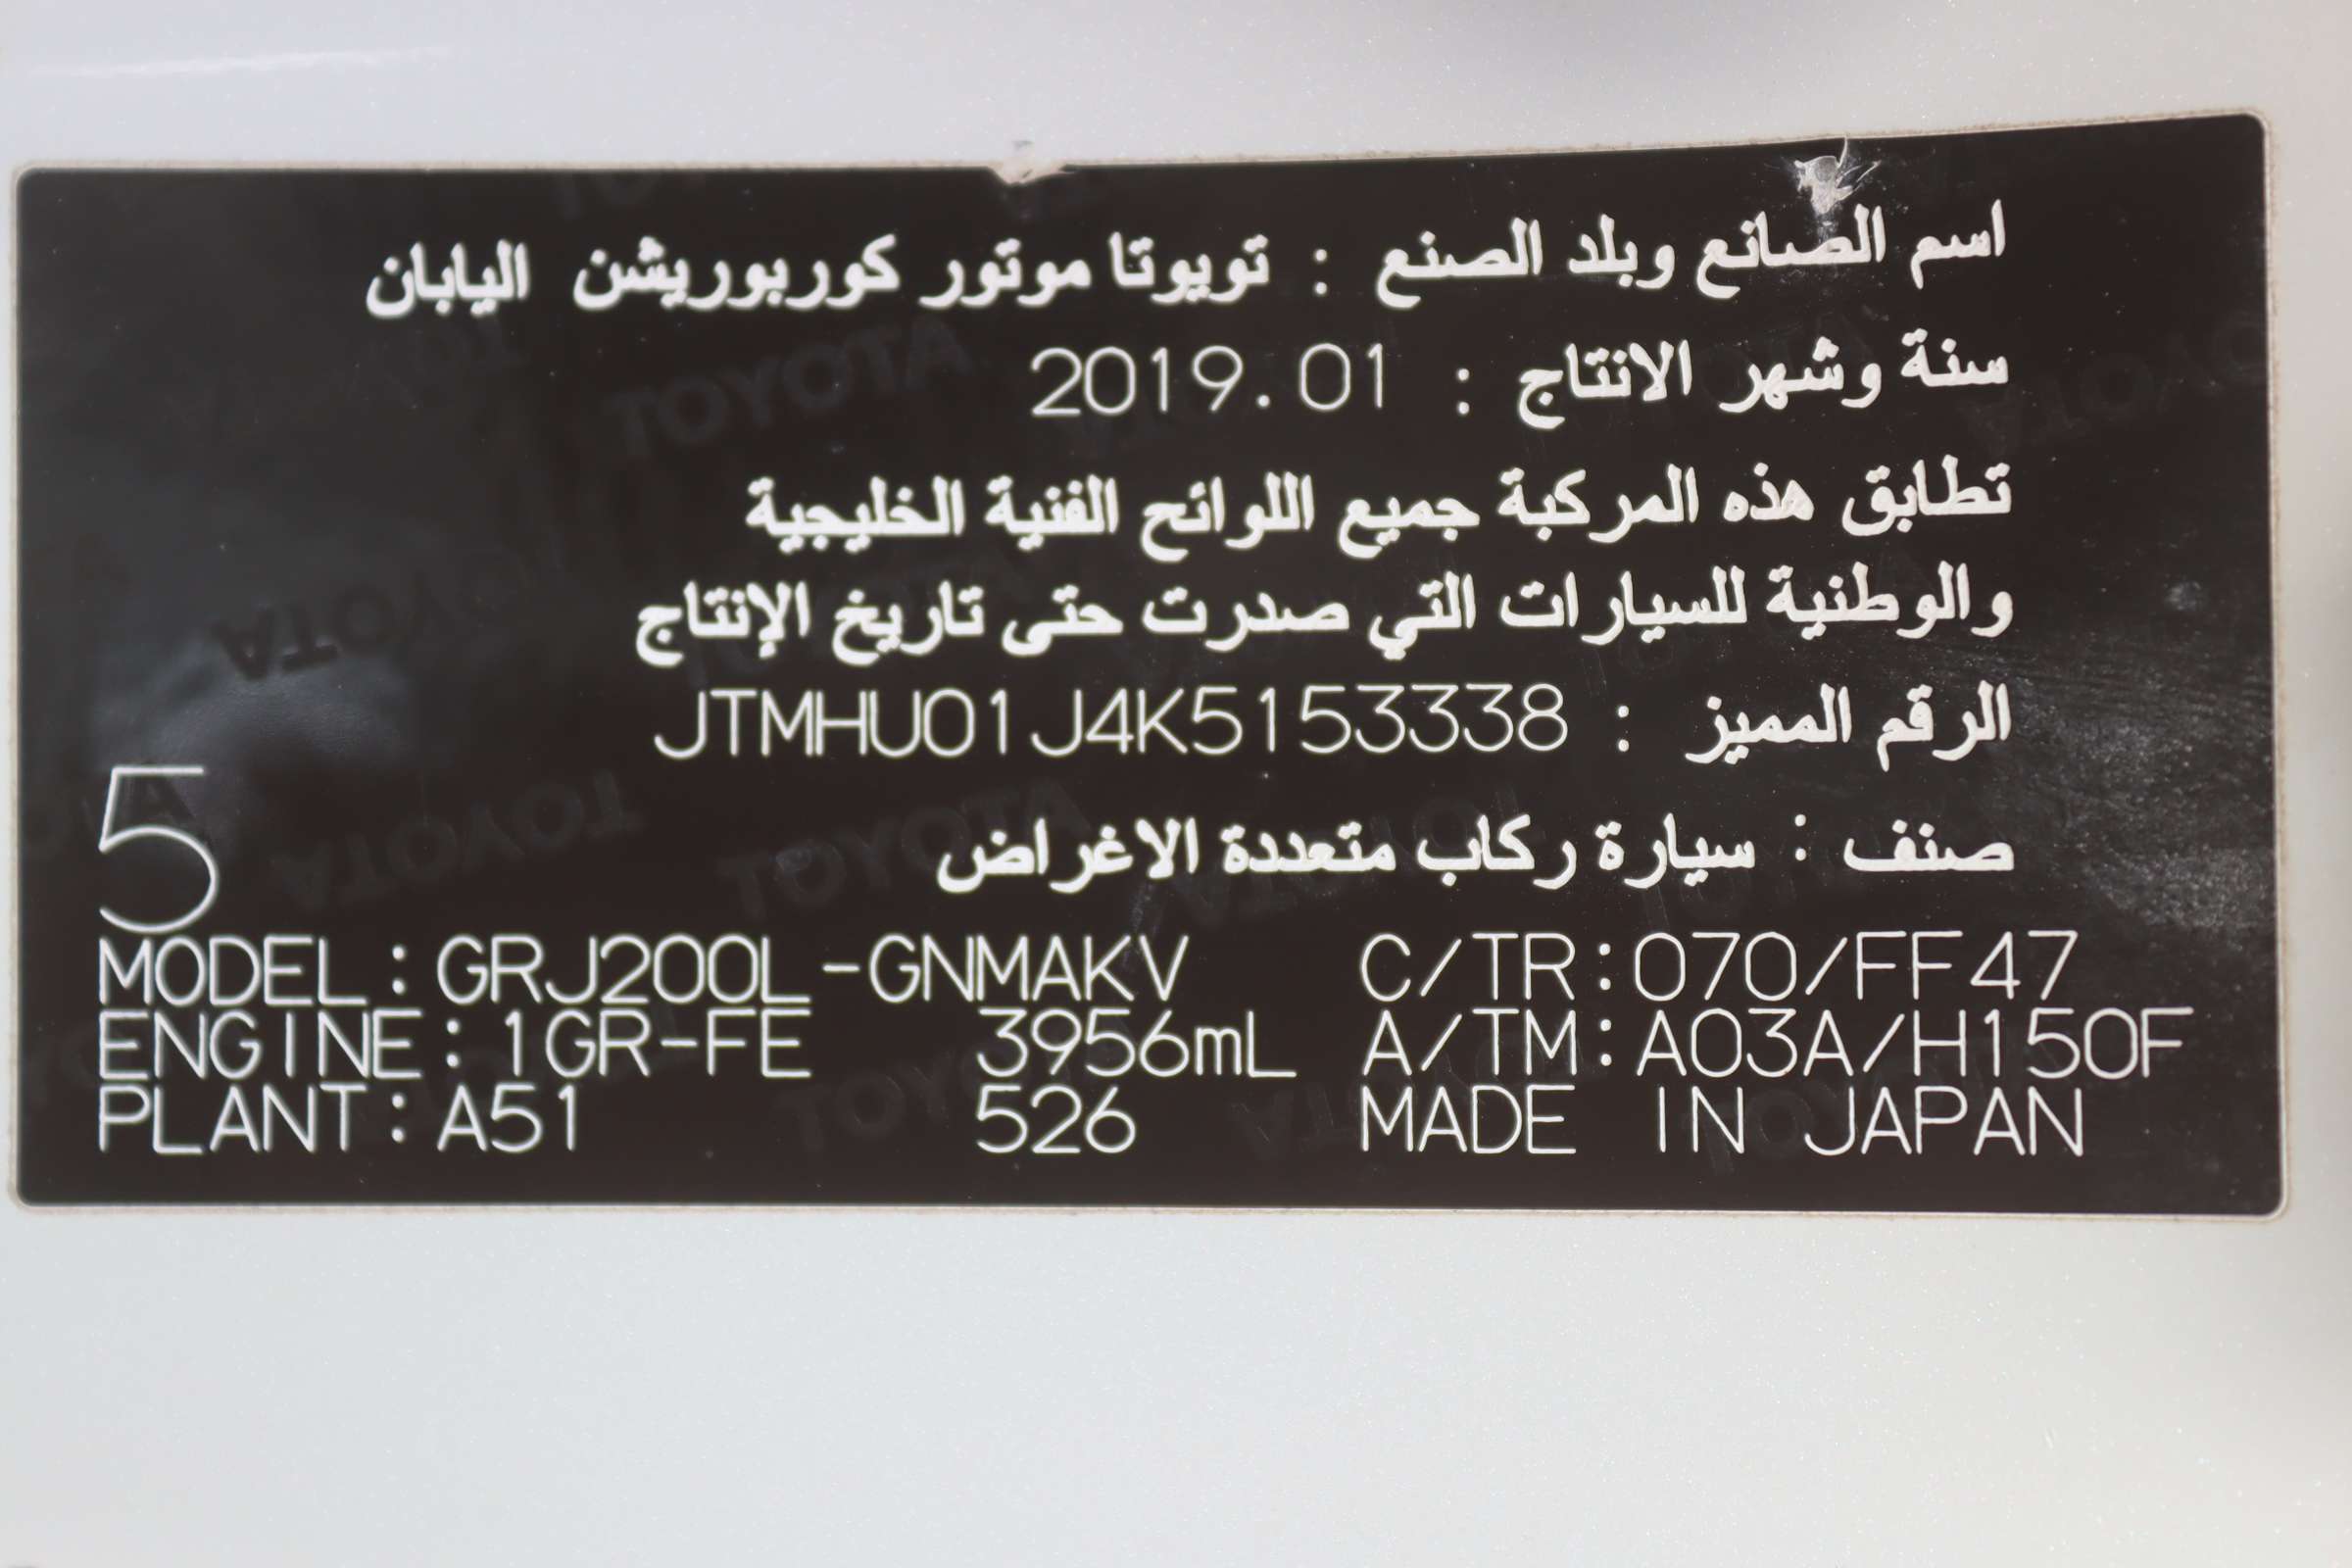 اسم الصانع وبلد الصنع : تويوتا موتور كوربوريشن اليابان
سنة وشهر الانتاج : 2019.01
تطابق هذه المركبة جميع اللوائح الفنية الخليجية
والوطنية للسيارات التي صدرت حتى تاريخ الإنتاج
الرقم المميز : JTMHU01J4K5153338
صنف : سيارة ركاب متعددة الاغراض
5
MODEL:GRJ200L-GNMAKV C/TR:070/FF47
ENGINE:1GR-FE 3956mL A/TM:A03A/H150F
PLANT:A51 526 MADE IN JAPAN